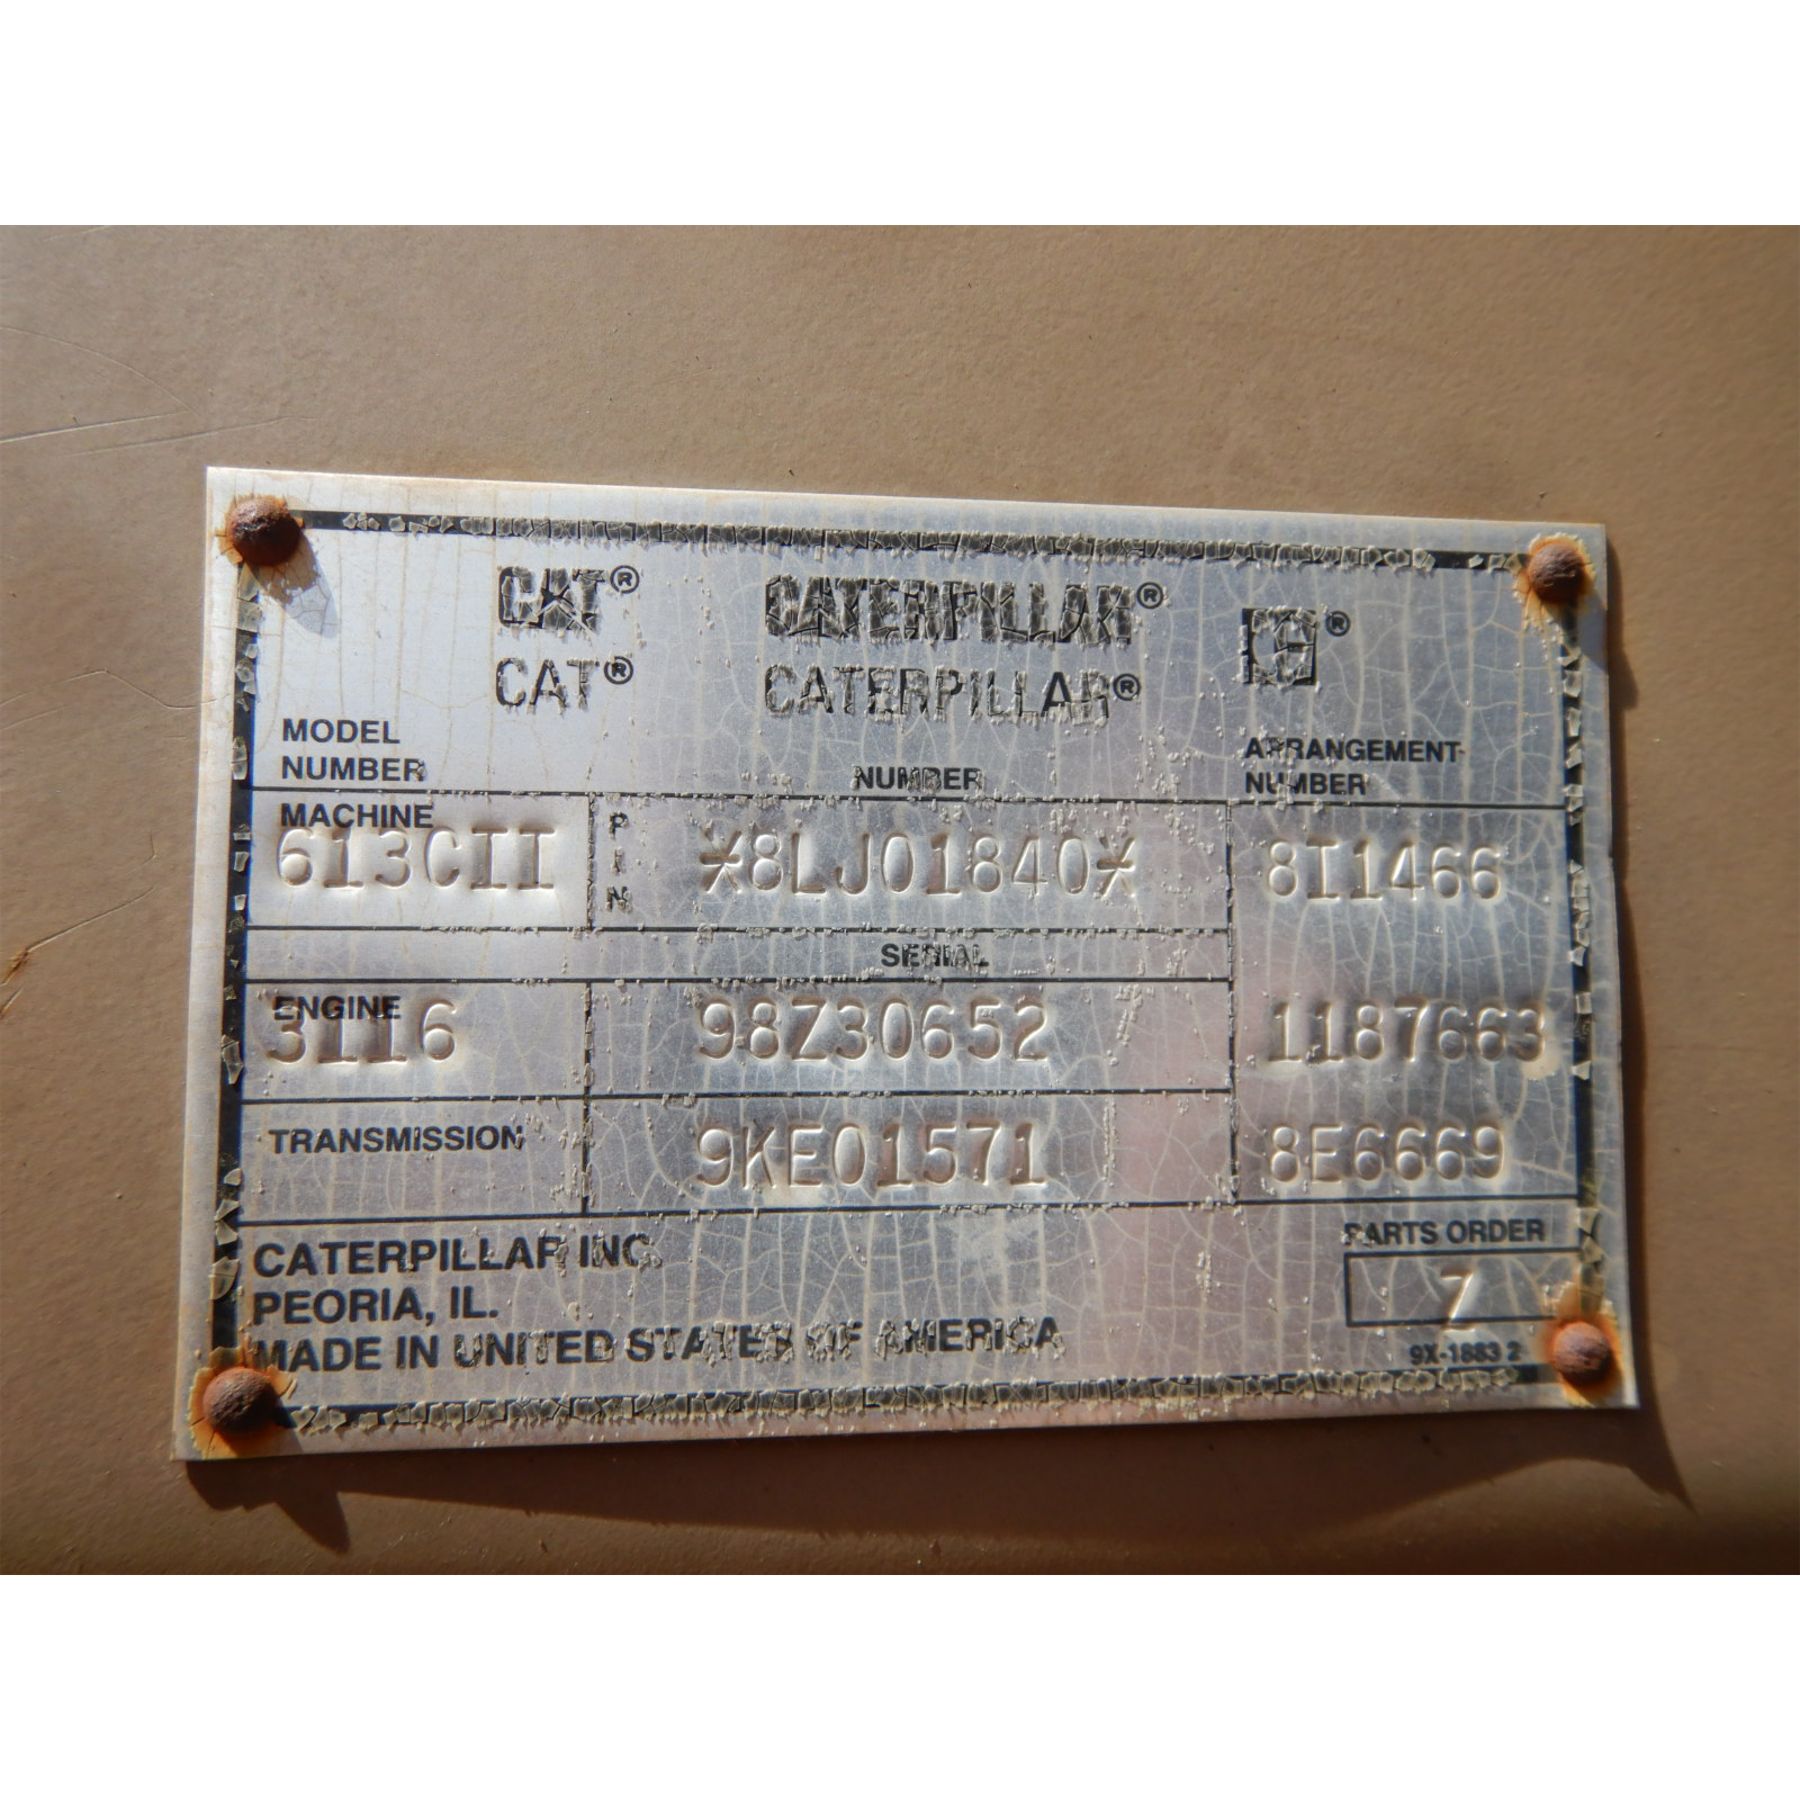 CAT® CATERPILLAR® C®
CAT® CATERPILLAR®
MODEL NUMBER NUMBER ARRANGEMENT NUMBER
MACHINE
613CII PIN *8LJ01840* 8I1466
SERIAL
ENGINE
3116 98Z30652 1187663
TRANSMISSION 9KE01571 8E6669
CATERPILLAR INC.
PEORIA, IL.
MADE IN UNITED STATES OF AMERICA
PARTS ORDER
7
9X-1883 2